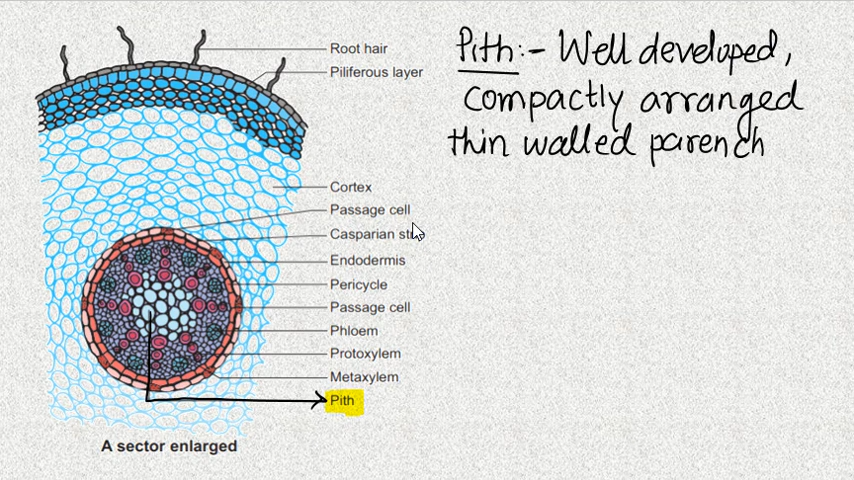 Root hair
Piliferous layer
Cortex
Passage cell
Casparian st
Endodermis
Pericycle
Passage cell
Phloem
Protoxylem
Metaxylem
Pith
A sector enlarged
Pith:- Well developed,
compactly arranged
thin walled parench